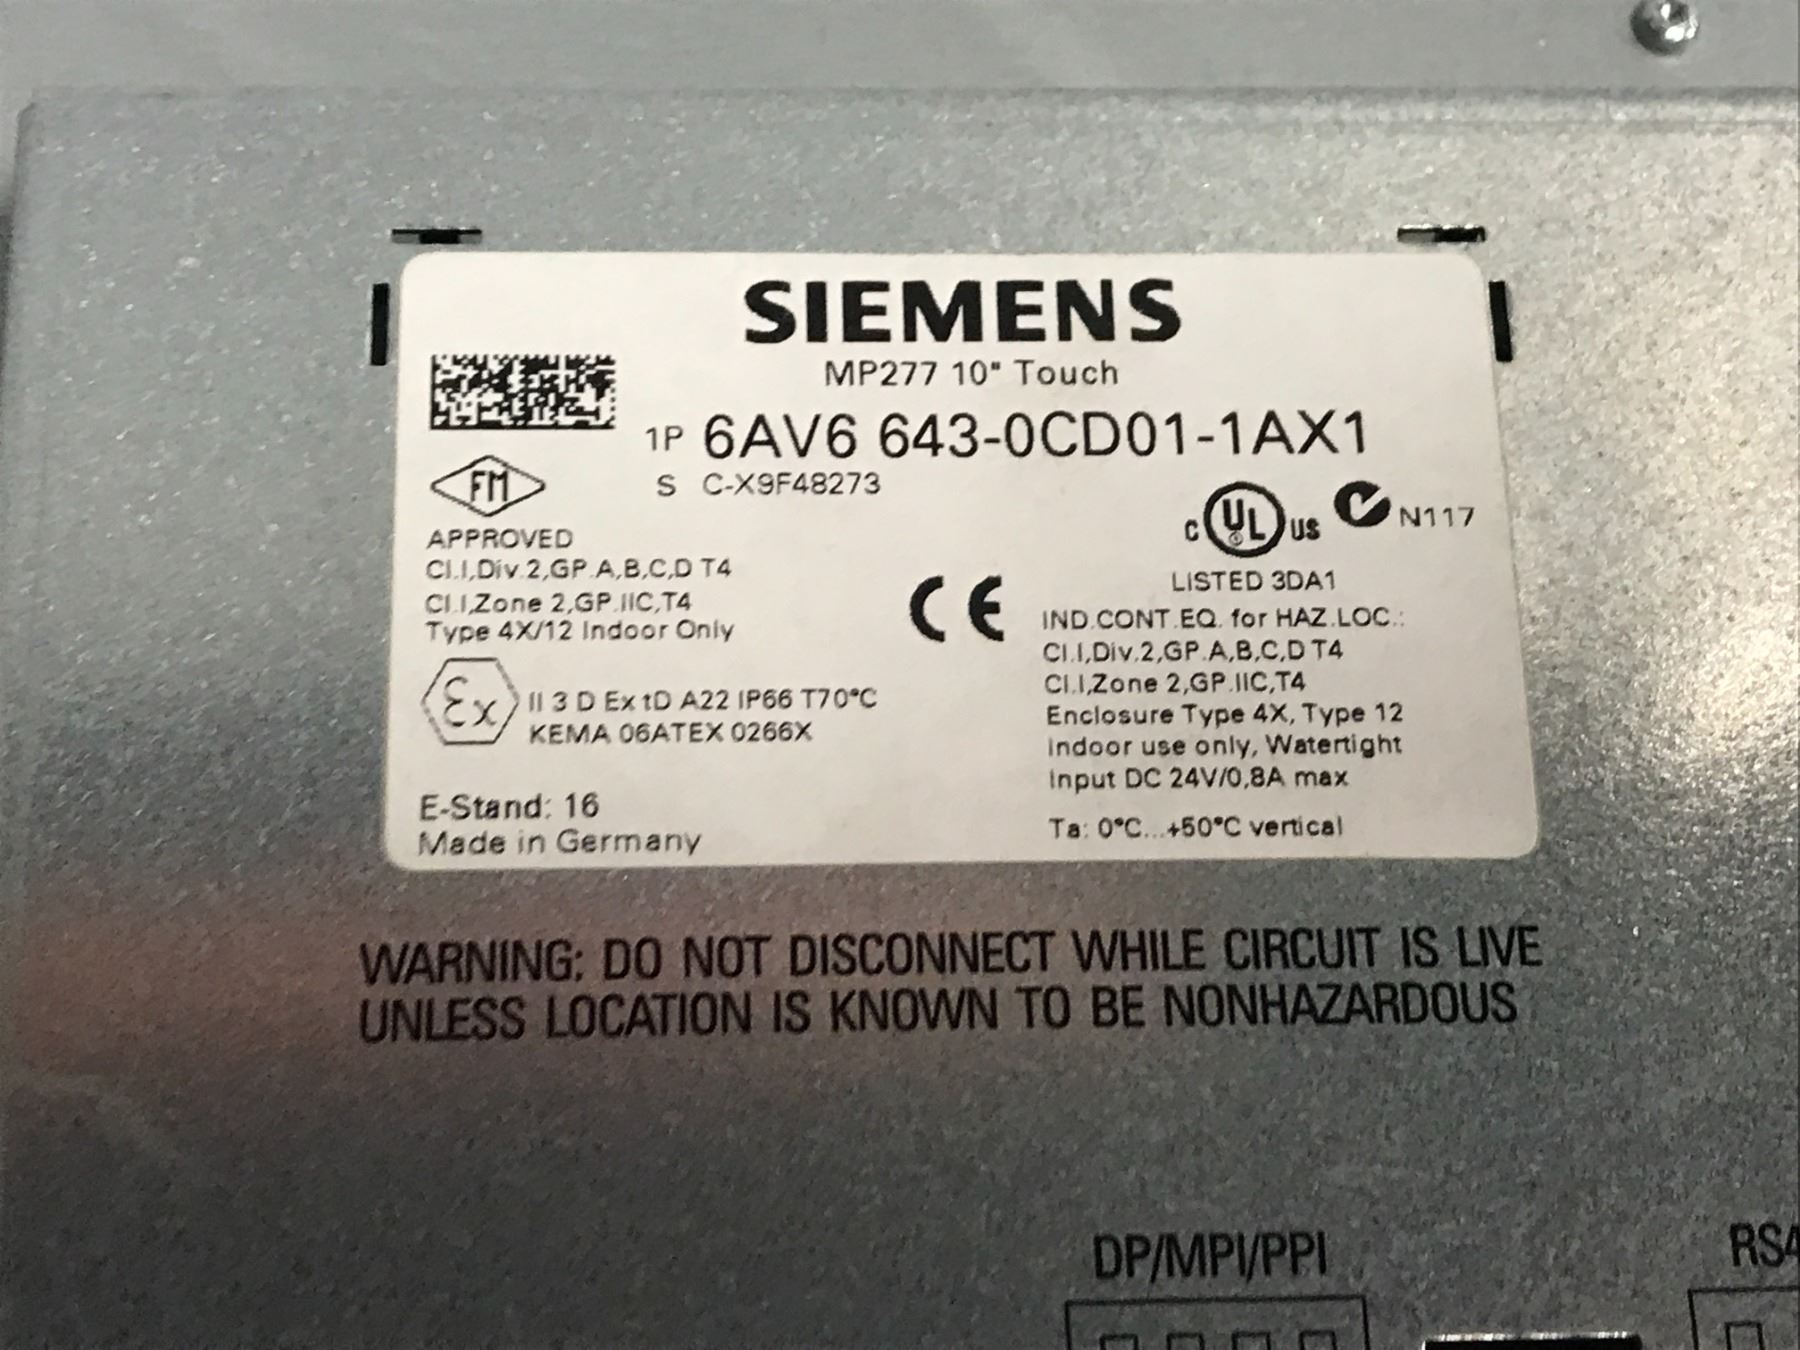 SIEMENS
MP277 10" Touch
1P 6AV6 643-0CD01-1AX1
S C-X9F48273
FM
APPROVED
Cl.I,Div.2,GP.A,B,C,D T4
Cl.I,Zone 2,GP.IIC,T4
Type 4X/12 Indoor Only
Ex II 3 D Ex tD A22 IP66 T70°C
KEMA 06ATEX 0266X
E-Stand: 16
Made in Germany
CE
C UL US N117
LISTED 3DA1
IND.CONT.EQ. for HAZ.LOC.:
Cl.I,Div.2,GP.A,B,C,D T4
Cl.I,Zone 2,GP.IIC,T4
Enclosure Type 4X, Type 12
indoor use only, Watertight
Input DC 24V/0,8A max
Ta: 0°C...+50°C vertical
WARNING: DO NOT DISCONNECT WHILE CIRCUIT IS LIVE
UNLESS LOCATION IS KNOWN TO BE NONHAZARDOUS
DP/MPI/PPI
RS4